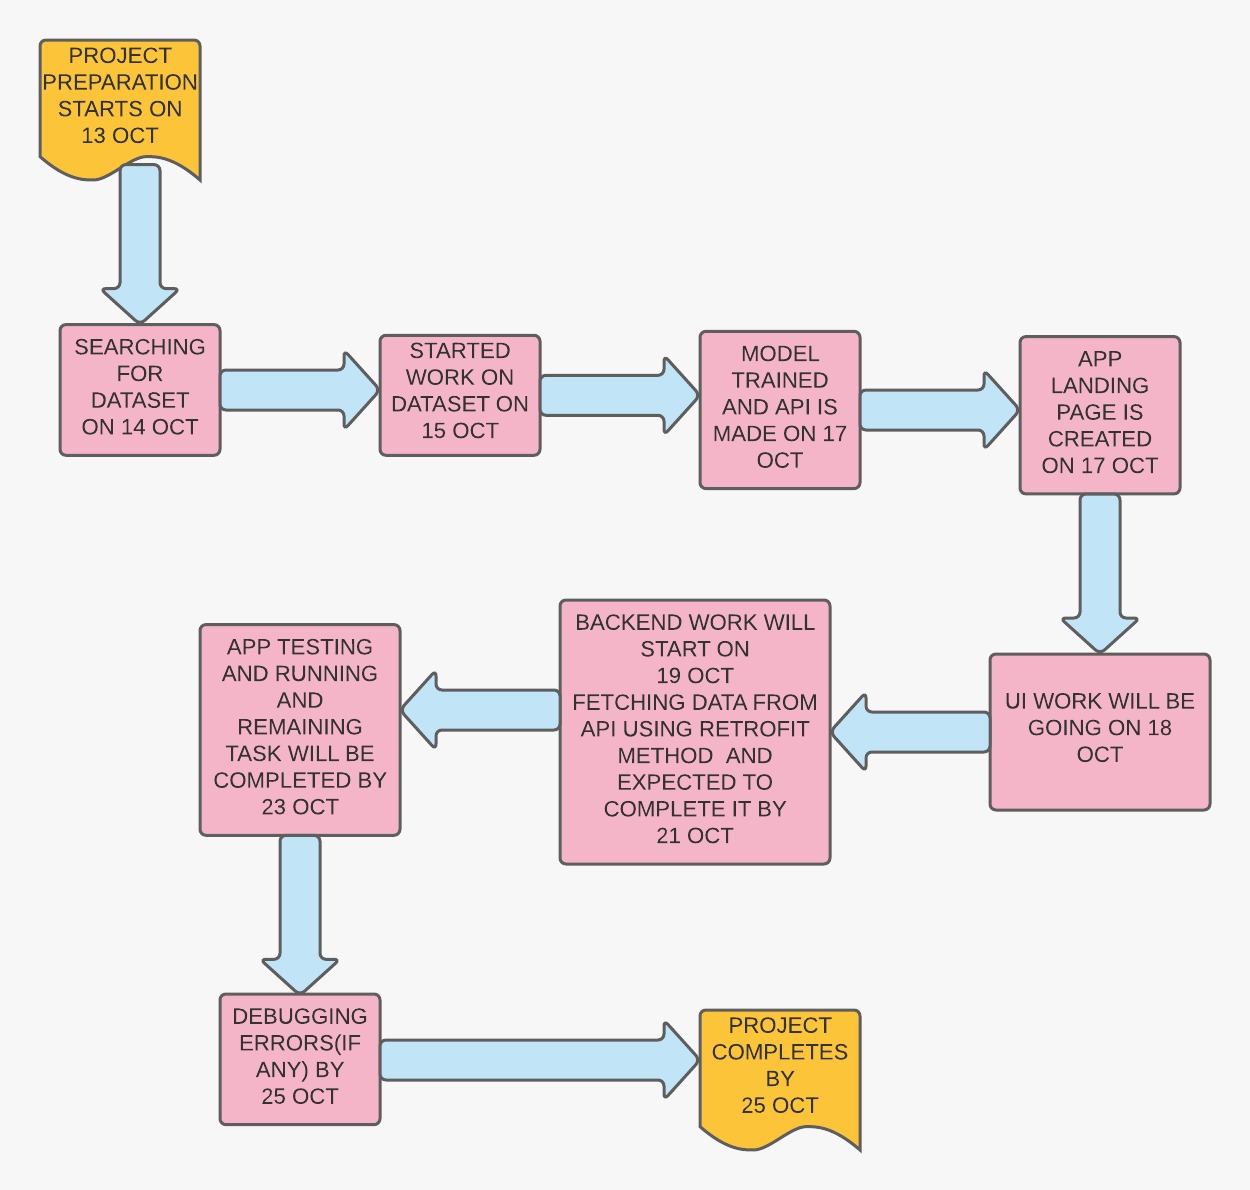 PROJECT
PREPARATION
STARTS ON
13 OCT
SEARCHING
FOR
DATASET
ON 14 OCT
STARTED
WORK ON
DATASET ON
15 OCT
MODEL
TRAINED
AND API IS
MADE ON 17
OCT
APP
LANDING
PAGE IS
CREATED
ON 17 OCT
UI WORK WILL BE
GOING ON 18
OCT
BACKEND WORK WILL
START ON
19 OCT
FETCHING DATA FROM
API USING RETROFIT
METHOD  AND
EXPECTED TO
COMPLETE IT BY
21 OCT
APP TESTING
AND RUNNING
AND
REMAINING
TASK WILL BE
COMPLETED BY
23 OCT
DEBUGGING
ERRORS(IF
ANY) BY
25 OCT
PROJECT
COMPLETES
BY
25 OCT